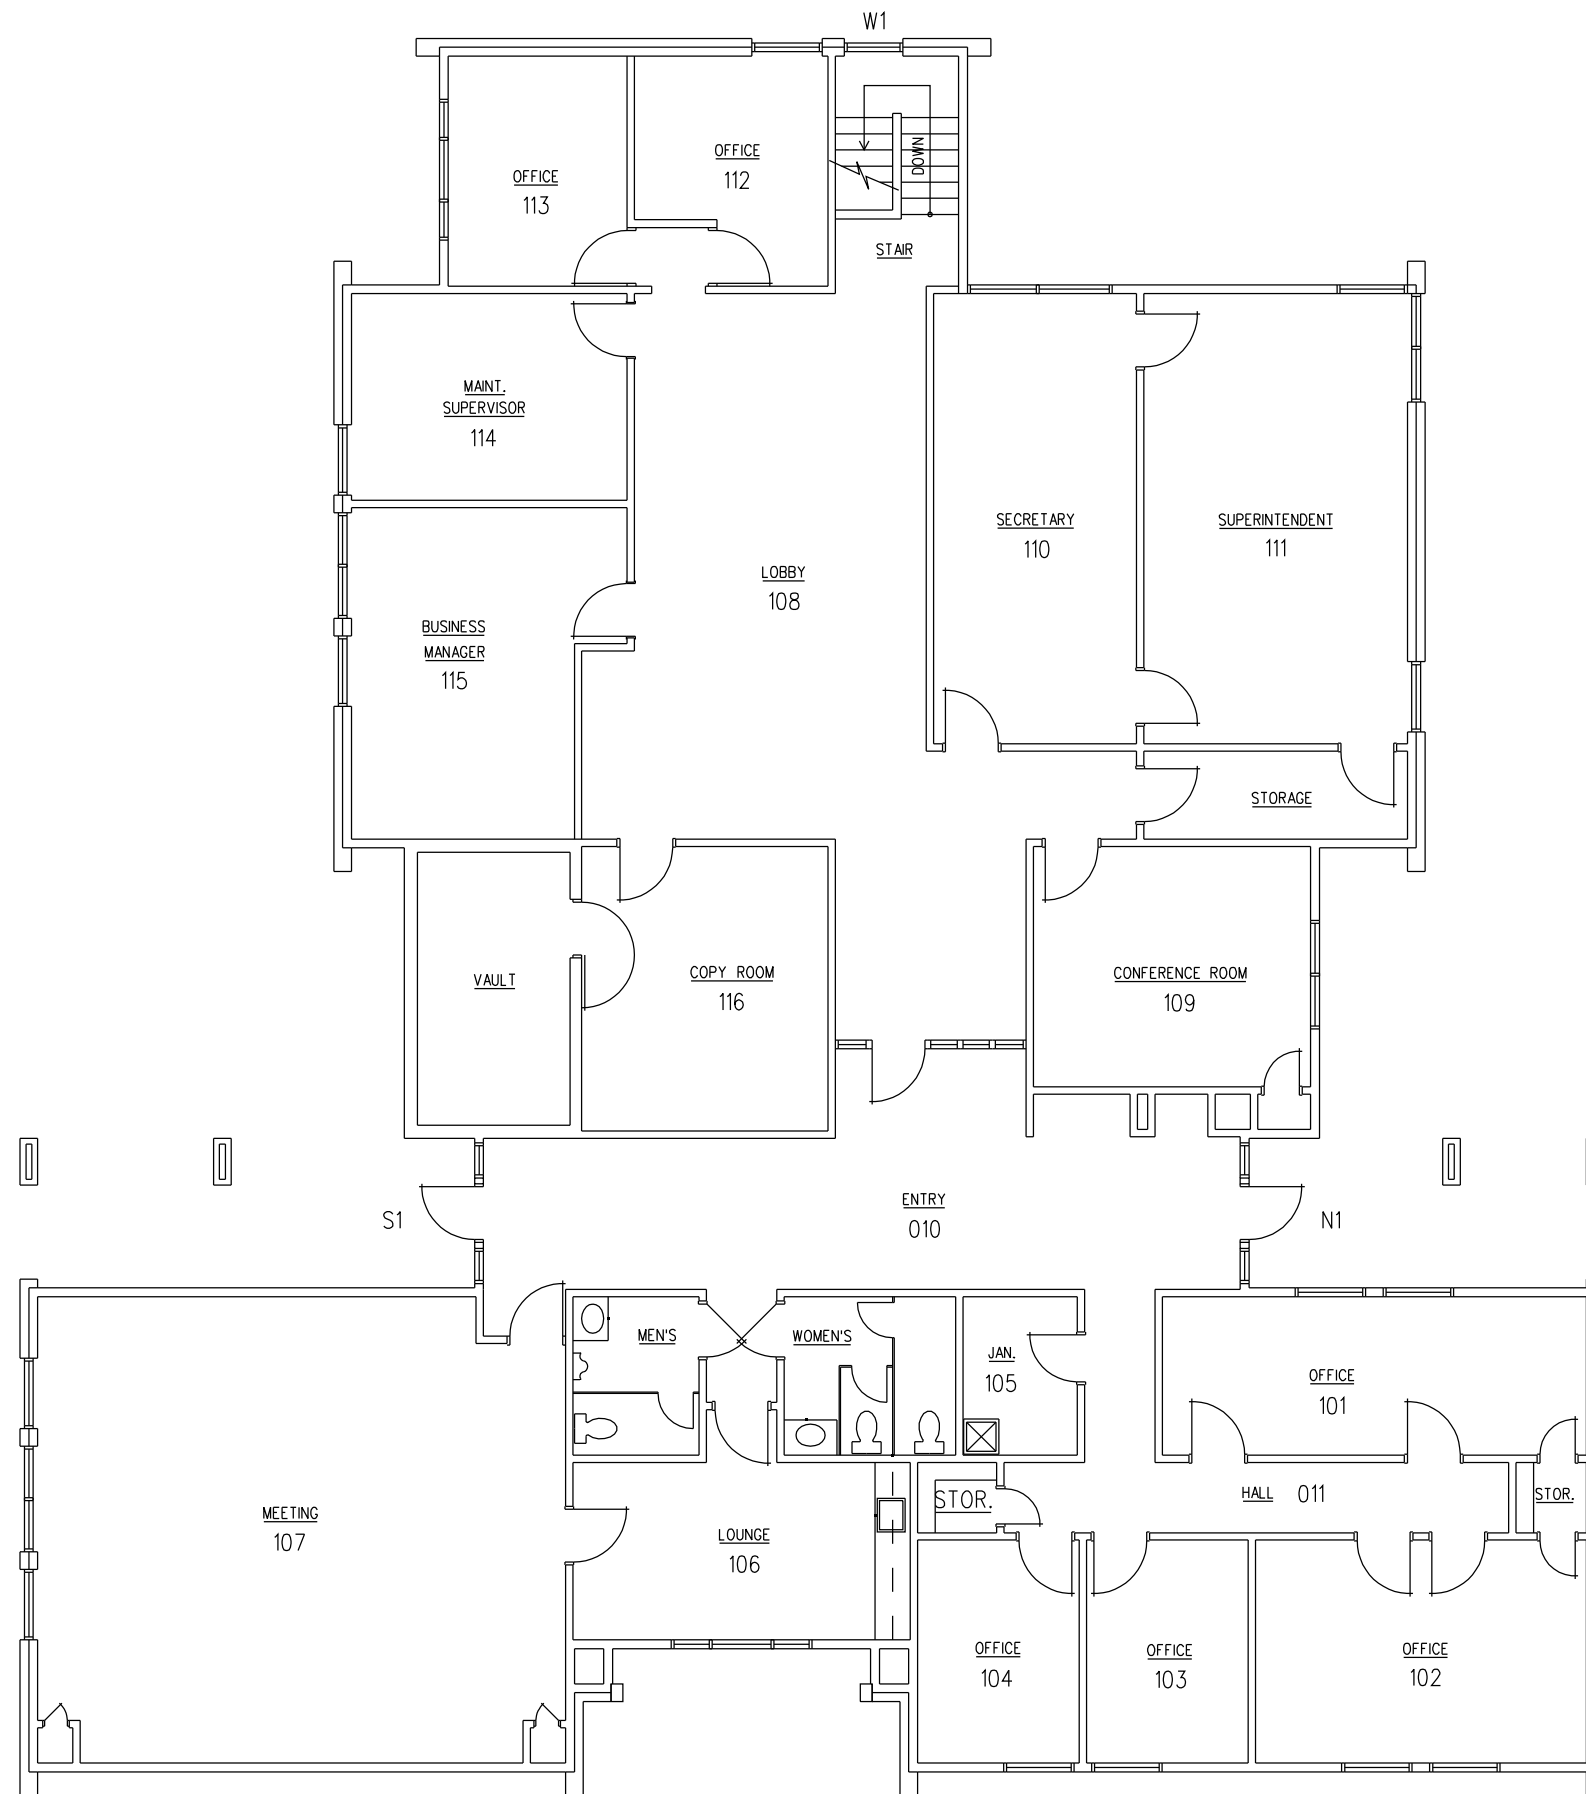 W1
OFFICE
112
DOWN
OFFICE
113
STAIR
MAINT.
SUPERVISOR
114
SECRETARY
110
SUPERINTENDENT
111
LOBBY
108
BUSINESS
MANAGER
115
STORAGE
VAULT
COPY ROOM
116
CONFERENCE ROOM
109
S1
ENTRY
010
N1
MEN'S
WOMEN'S
JAN.
105
OFFICE
101
MEETING
107
LOUNGE
106
STOR.
HALL 011
STOR.
OFFICE
104
OFFICE
103
OFFICE
102